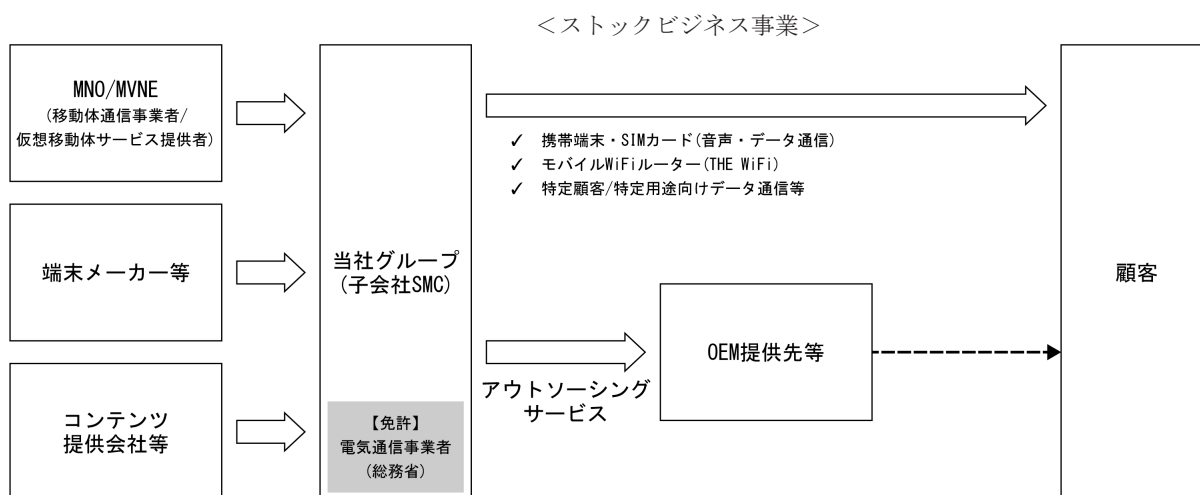 ＜ストックビジネス事業＞
MNO/MVNE
(移動体通信事業者/
仮想移動体サービス提供者)
端末メーカー等
コンテンツ
提供会社等
当社グループ
(子会社SMC)
【免許】
電気通信事業者
(総務省)
✓ 携帯端末・SIMカード(音声・データ通信)
✓ モバイルWiFiルーター(THE WiFi)
✓ 特定顧客/特定用途向けデータ通信等
アウトソーシング
サービス
OEM提供先等
顧客